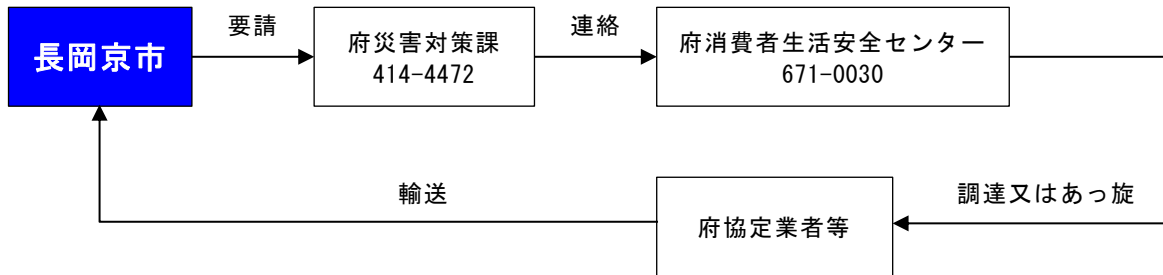 長岡京市
要請
府災害対策課
414-4472
連絡
府消費者生活安全センター
671-0030
調達又はあっ旋
府協定業者等
輸送